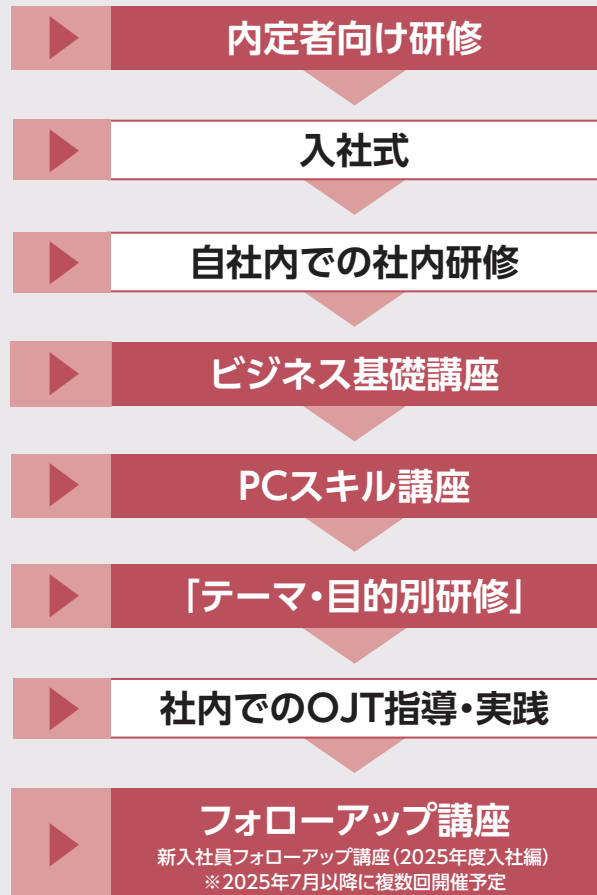 内定者向け研修
入社式
自社内での社内研修
ビジネス基礎講座
PCスキル講座
「テーマ・目的別研修」
社内でのOJT指導・実践
フォローアップ講座
新入社員フォローアップ講座（2025年度入社編）
※2025年7月以降に複数回開催予定